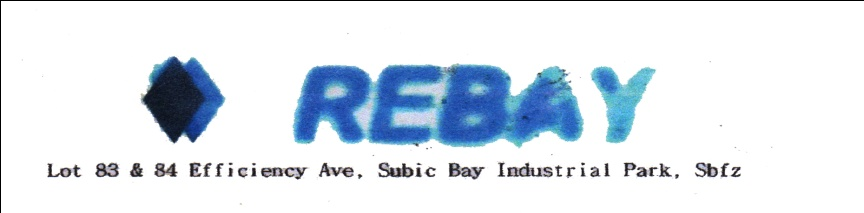 REBAY
Lot 83 & 84 Efficiency Ave, Subic Bay Industrial Park, Sbfz